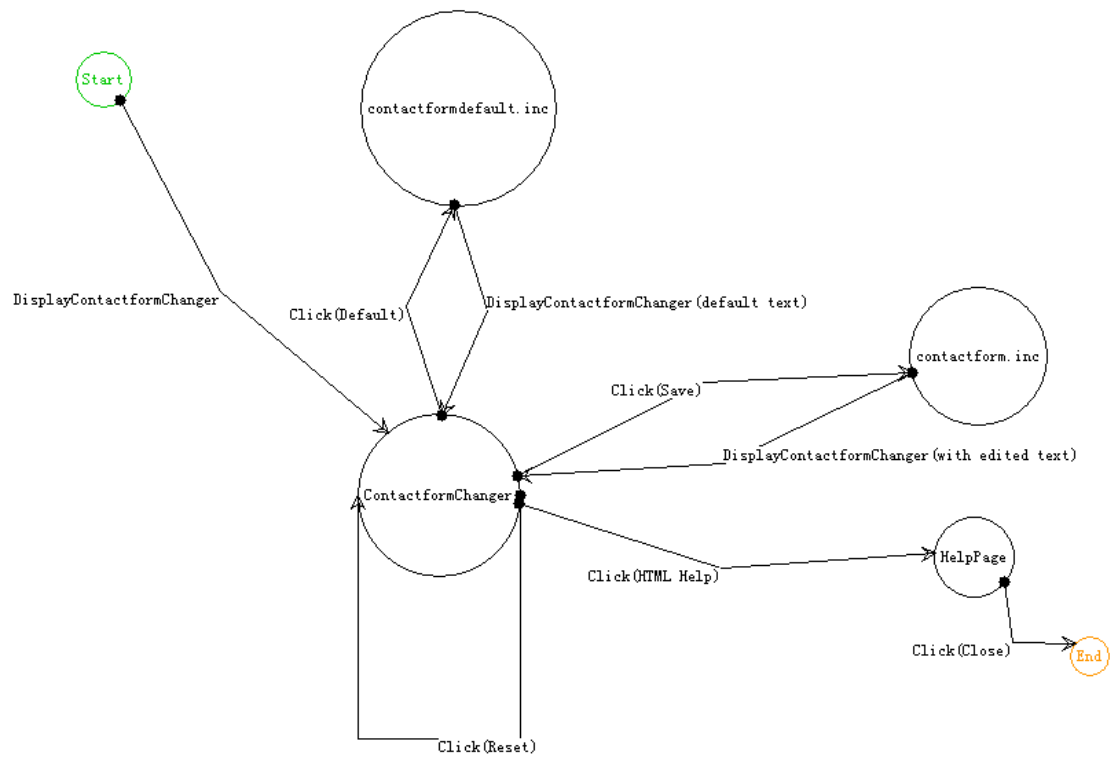 Start
contactformdefault.inc
DisplayContactformChanger
Click(Default)
DisplayContactformChanger(default text)
contactform.inc
Click(Save)
DisplayContactformChanger(with edited text)
ContactformChanger
HelpPage
Click(HTML Help)
Click(Close)
End
Click(Reset)